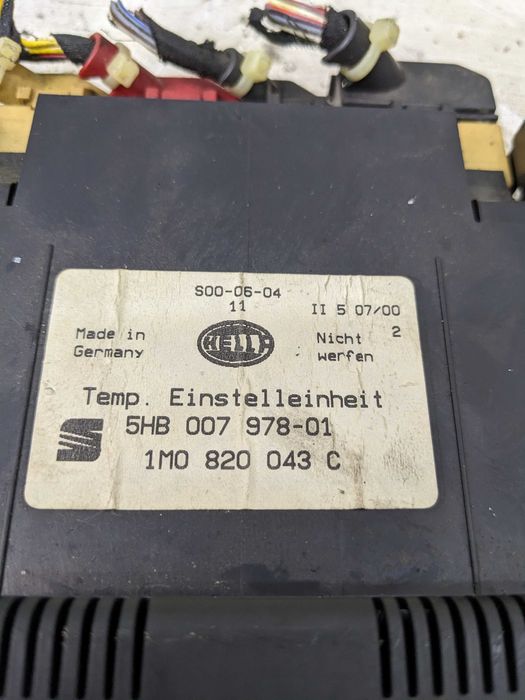 S00-06-04
11 II 5 07/00
Made in HELLA Nicht 2
Germany werfen
Temp. Einstelleinheit
5HB 007 978-01
1M0 820 043 C